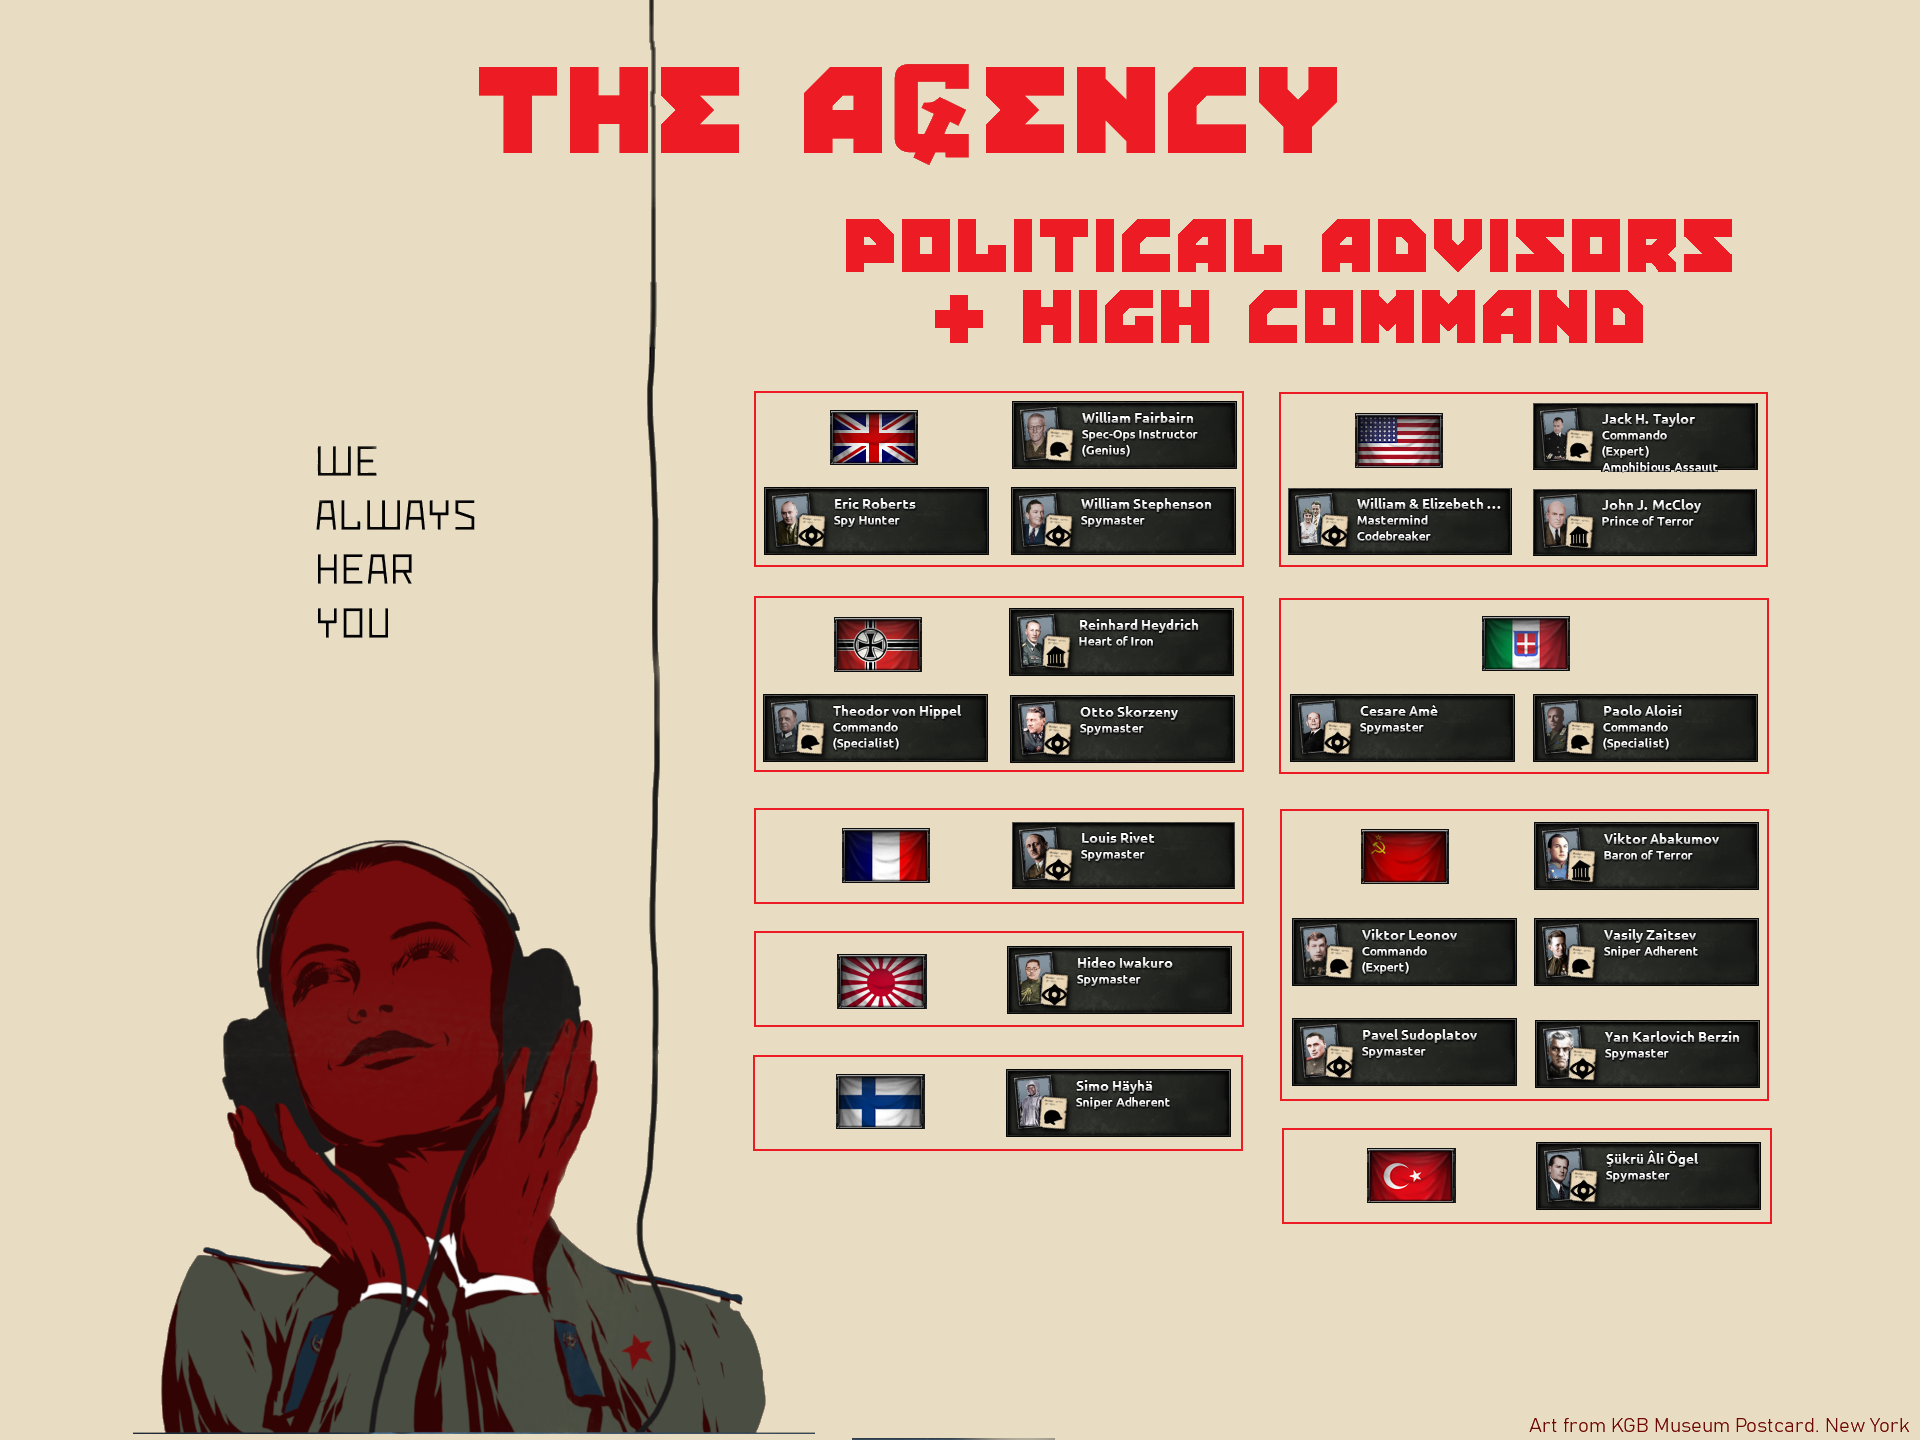 THE AGENCY
POLITICAL ADVISORS
+ HIGH COMMAND
WE
ALWAYS
HEAR
YOU
William Fairbairn
Spec-Ops Instructor
(Genius)
Eric Roberts
Spy Hunter
William Stephenson
Spymaster
Jack H. Taylor
Commando
(Expert)
Amphibious Assault
William & Elizebeth ...
Mastermind
Codebreaker
John J. McCloy
Prince of Terror
Reinhard Heydrich
Heart of Iron
Theodor von Hippel
Commando
(Specialist)
Otto Skorzeny
Spymaster
Cesare Amè
Spymaster
Paolo Aloisi
Commando
(Specialist)
Louis Rivet
Spymaster
Viktor Abakumov
Baron of Terror
Viktor Leonov
Commando
(Expert)
Vasily Zaitsev
Sniper Adherent
Pavel Sudoplatov
Spymaster
Yan Karlovich Berzin
Spymaster
Hideo Iwakuro
Spymaster
Simo Häyhä
Sniper Adherent
Şükrü Âli Ögel
Spymaster
Art from KGB Museum Postcard. New York